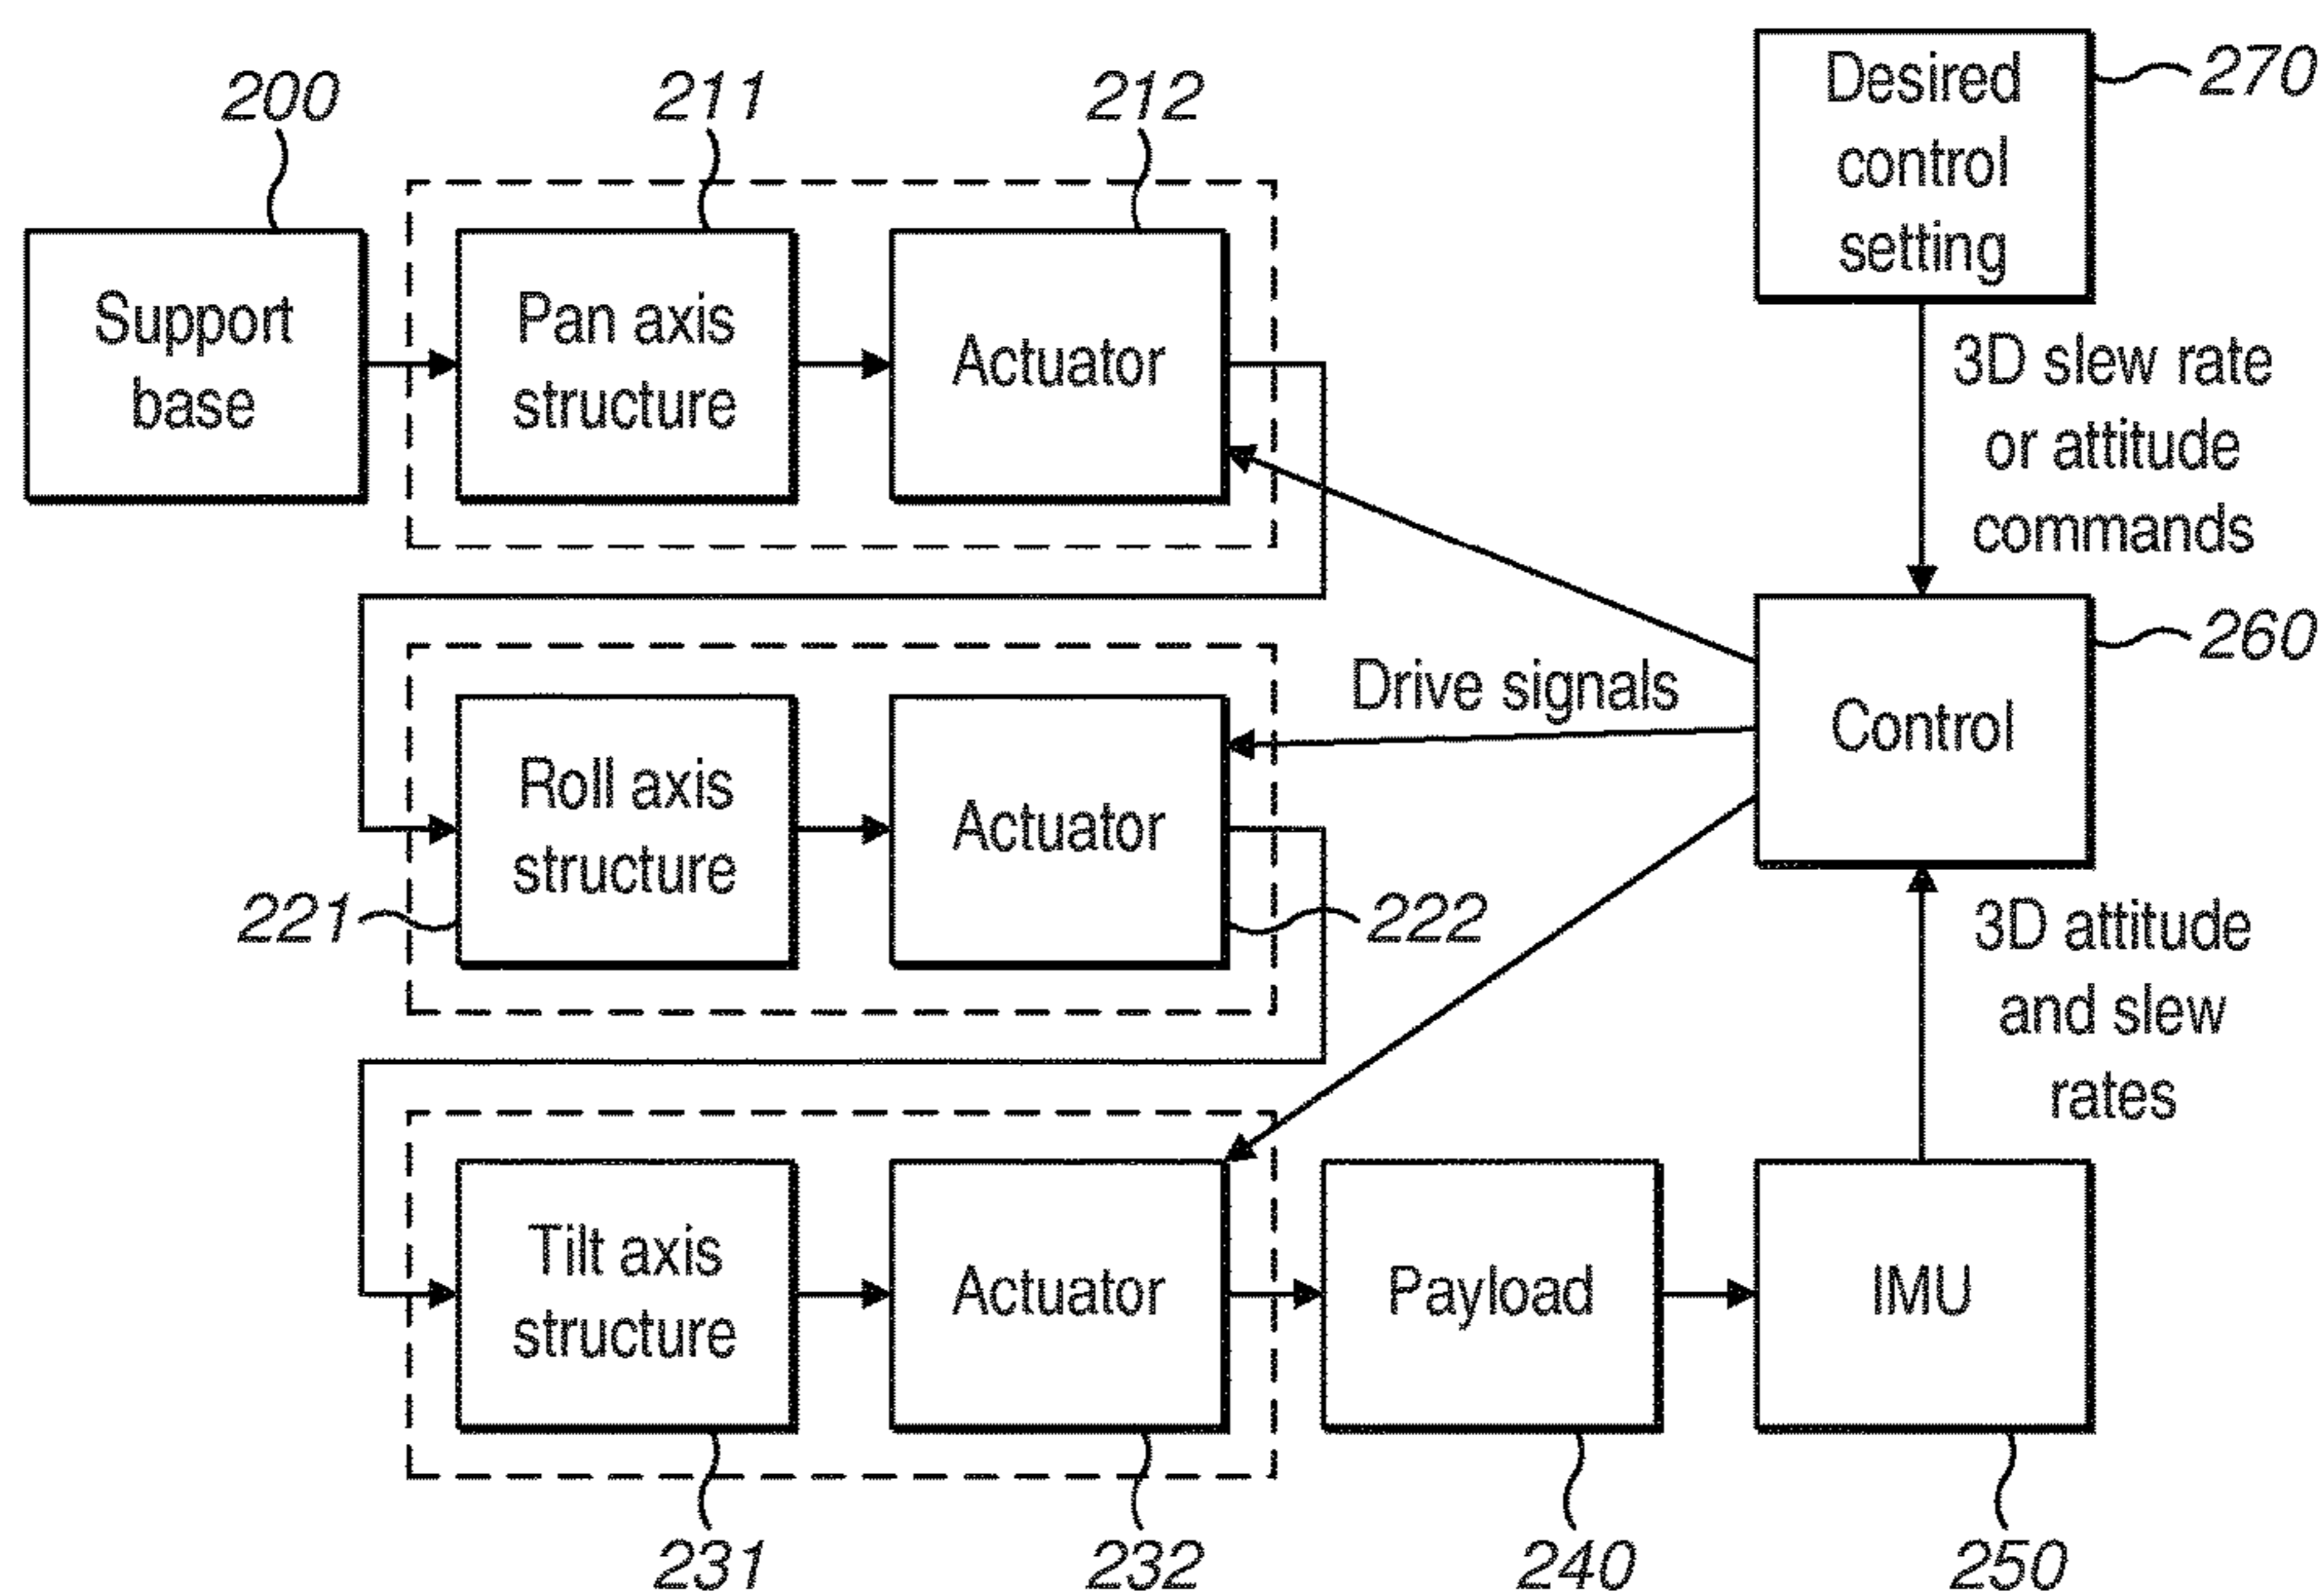 200
211
212
270
Support
base
Pan axis
structure
Actuator
Desired
control
setting
3D slew rate
or attitude
commands
Roll axis
structure
221
Actuator
222
Drive signals
Control
260
3D attitude
and slew
rates
Tilt axis
structure
Actuator
Payload
IMU
231
232
240
250